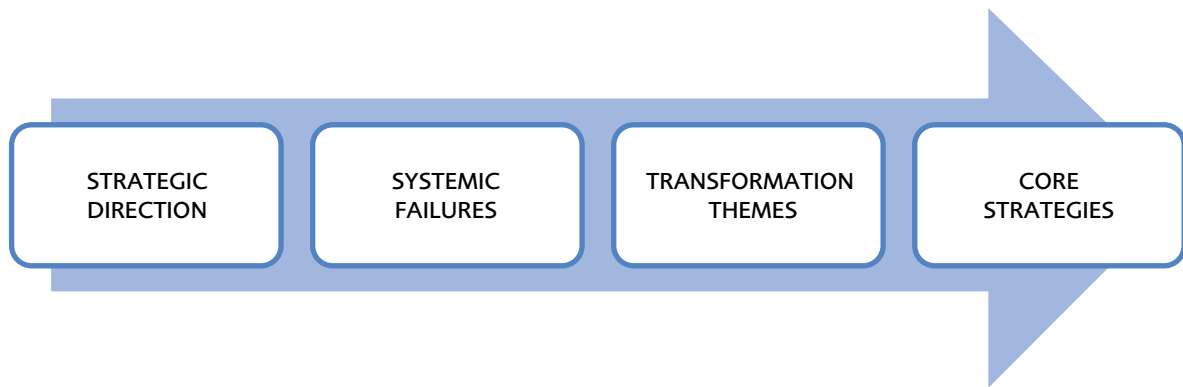 STRATEGIC
DIRECTION
SYSTEMIC
FAILURES
TRANSFORMATION
THEMES
CORE
STRATEGIES